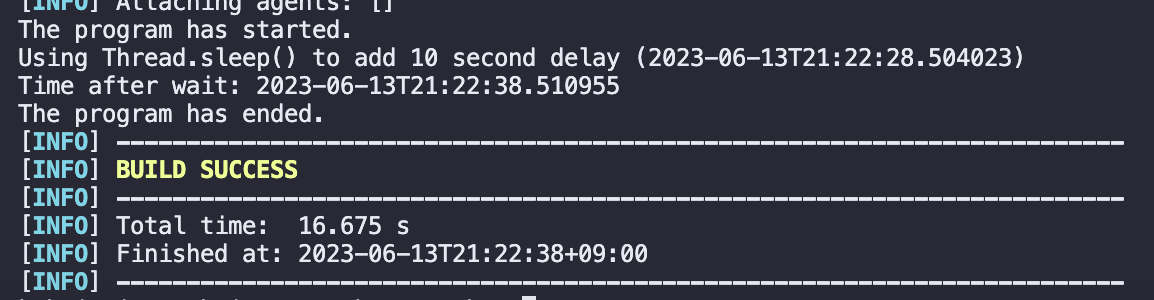 [INFO] Attaching agents: []
The program has started.
Using Thread.sleep() to add 10 second delay (2023-06-13T21:22:28.504023)
Time after wait: 2023-06-13T21:22:38.510955
The program has ended.
[INFO] ------------------------------------------------------------------------
[INFO] BUILD SUCCESS
[INFO] ------------------------------------------------------------------------
[INFO] Total time:  16.675 s
[INFO] Finished at: 2023-06-13T21:22:38+09:00
[INFO] ------------------------------------------------------------------------